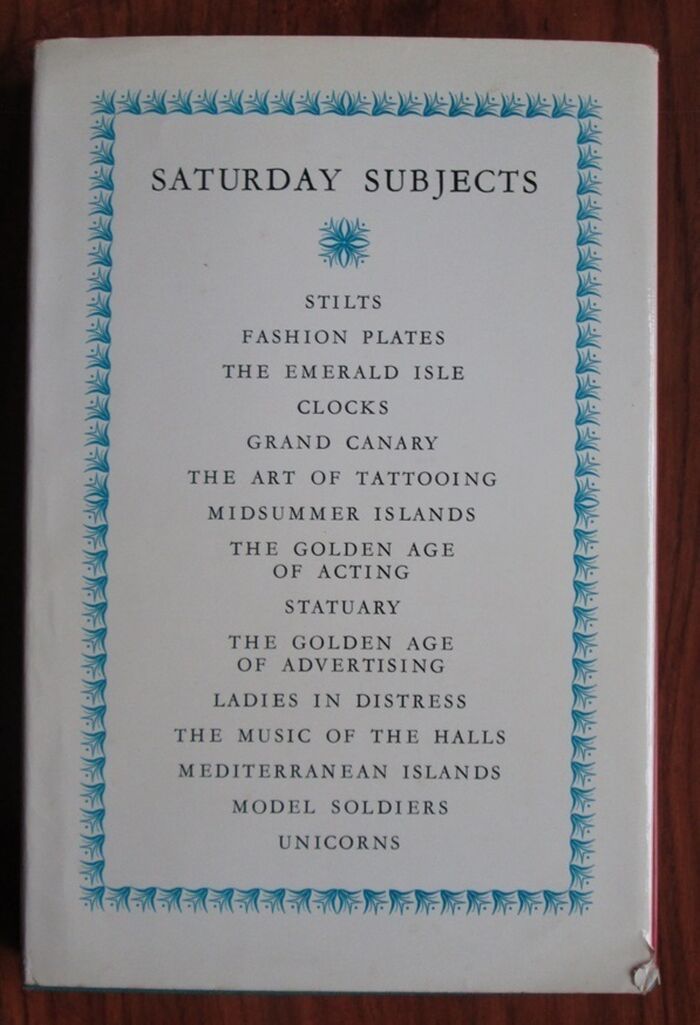 SATURDAY SUBJECTS
STILTS
FASHION PLATES
THE EMERALD ISLE
CLOCKS
GRAND CANARY
THE ART OF TATTOOING
MIDSUMMER ISLANDS
THE GOLDEN AGE
OF ACTING
STATUARY
THE GOLDEN AGE
OF ADVERTISING
LADIES IN DISTRESS
THE MUSIC OF THE HALLS
MEDITERRANEAN ISLANDS
MODEL SOLDIERS
UNICORNS